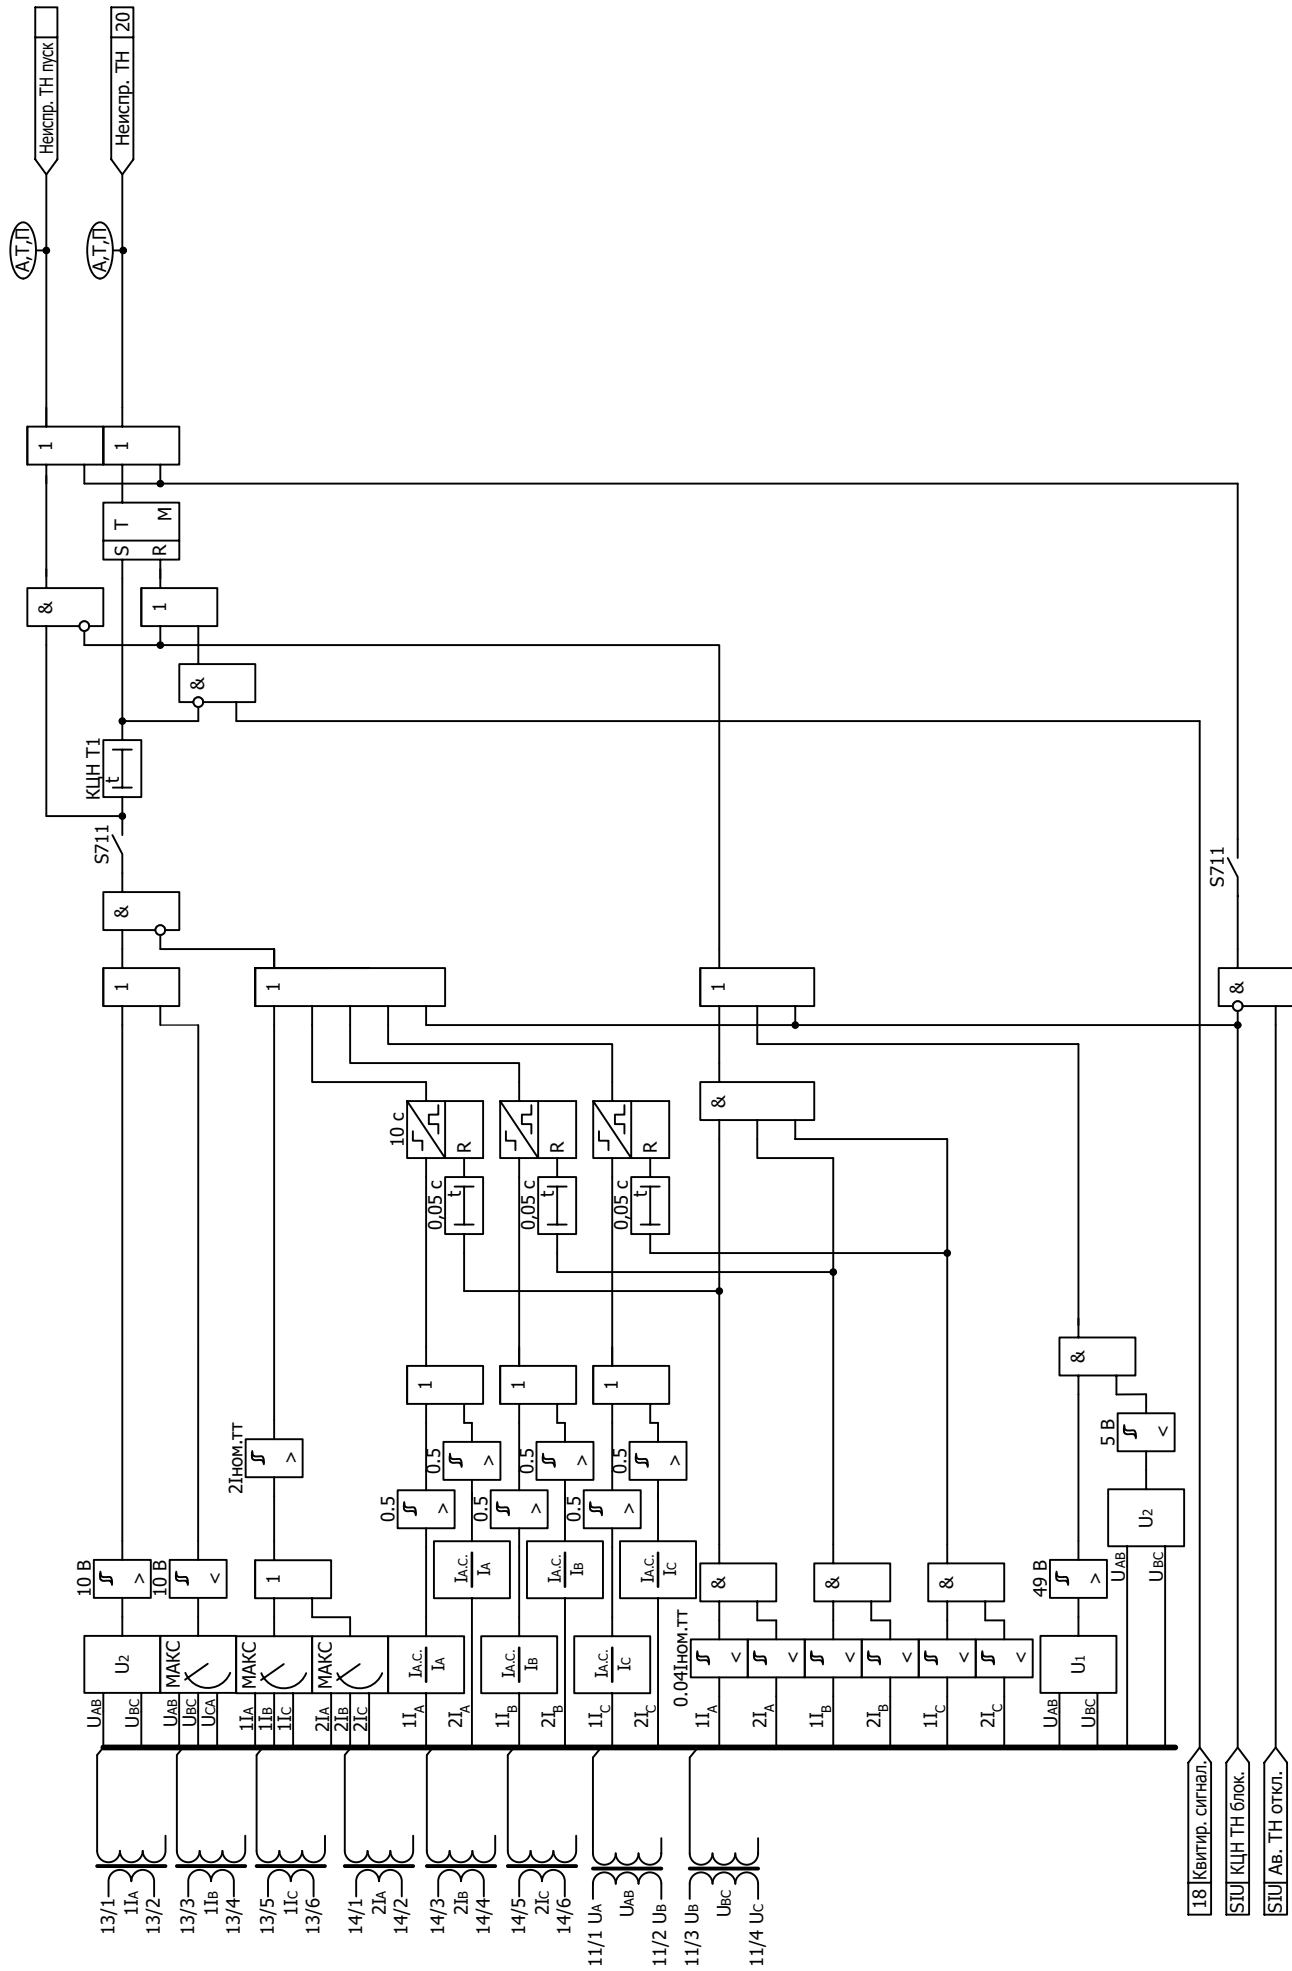 Неиспр. ТН пуск
Неиспр. ТН 20
А,Т,П
А,Т,П
1
1
T
M
S
R
&
1
&
КЦН Т1
t
S711
S711
&
1
1
1
&
10 с
&
R
R
R
0,05 с
t
0,05 с
t
0,05 с
t
1
1
1
&
2Iном.тт
>
0.5
>
0.5
>
0.5
>
0.5
>
0.5
>
0.5
>
5 В
<
10 В
>
10 В
<
1
IА.С.
IA
IА.С.
IB
IА.С.
IC
&
&
&
49 В
>
U2
UAB
UBC
U2
МАКС
МАКС
МАКС
IА.С.
IA
IА.С.
IB
IА.С.
IC
0.04Iном.тт
<
<
<
<
<
<
U1
UAB
UBC
UAB
UBC
UCA
1IA
1IB
1IC
2IA
2IB
2IC
1IA
2IA
1IB
2IB
1IC
2IC
1IA
2IA
1IB
2IB
1IC
2IC
UAB
UBC
13/1
1IA
13/2
13/3
1IB
13/4
13/5
1IC
13/6
14/1
2IA
14/2
14/3
2IB
14/4
14/5
2IC
14/6
11/1 UA
UAB
11/2 UB
11/3 UB
UBC
11/4 UC
18 Квитир. сигнал.
SIU КЦН ТН блок.
SIU Ав. ТН откл.